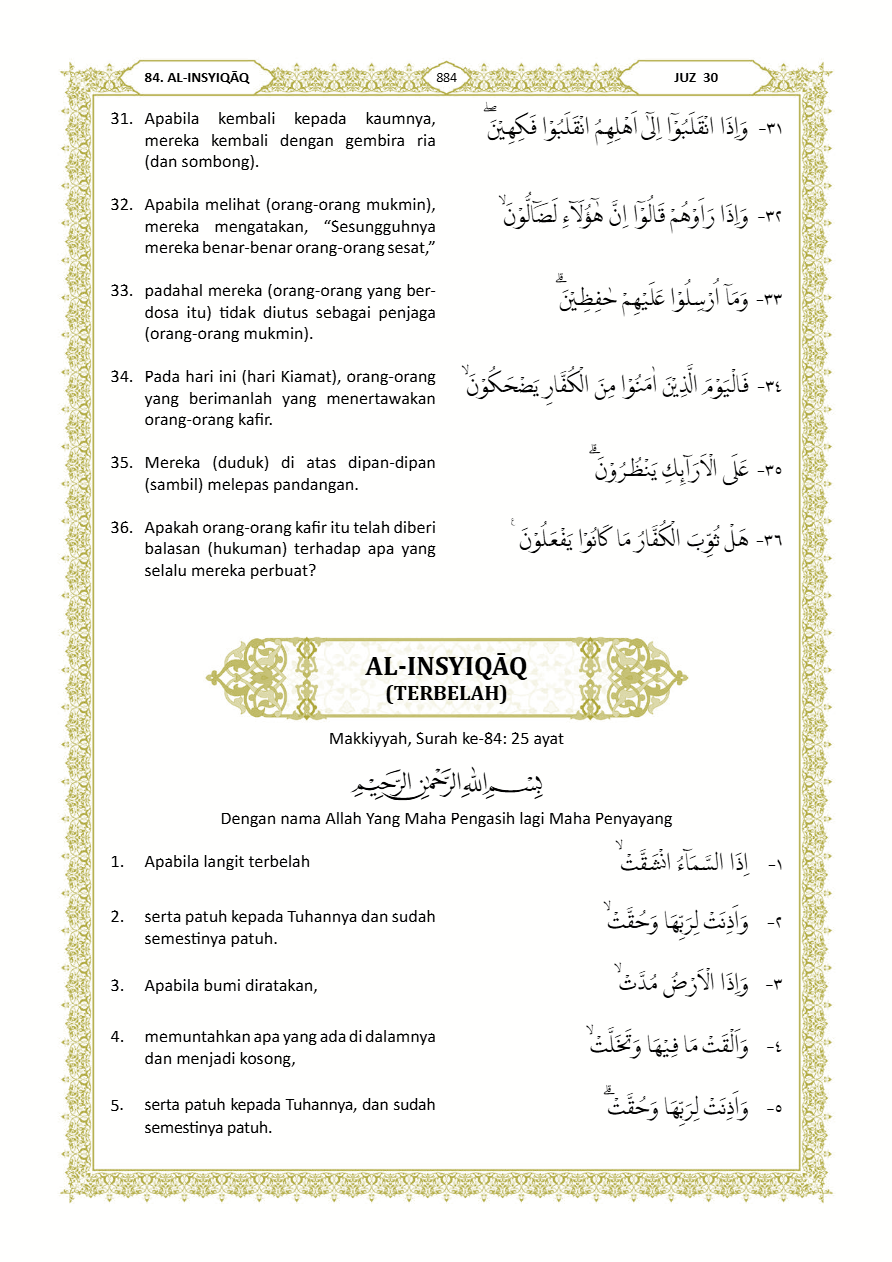 84. AL-INSYIQĀQ
884
JUZ 30
31. Apabila kembali kepada kaumnya,
mereka kembali dengan gembira ria
(dan sombong).
٣١- وَاِذَا انْقَلَبُوْٓا اِلٰٓى اَهْلِهِمُ انْقَلَبُوْا فَكِهِيْنَۖ
32. Apabila melihat (orang-orang mukmin),
mereka mengatakan, “Sesungguhnya
mereka benar-benar orang-orang sesat,”
٣٢- وَاِذَا رَاَوْهُمْ قَالُوْٓا اِنَّ هٰٓؤُلَاۤءِ لَضَاۤلُّوْنَۙ
33. padahal mereka (orang-orang yang ber-
dosa itu) tidak diutus sebagai penjaga
(orang-orang mukmin).
٣٣- وَمَآ اُرْسِلُوْا عَلَيْهِمْ حٰفِظِيْنَۗ
34. Pada hari ini (hari Kiamat), orang-orang
yang berimanlah yang menertawakan
orang-orang kafir.
٣٤- فَالْيَوْمَ الَّذِيْنَ اٰمَنُوْا مِنَ الْكُفَّارِ يَضْحَكُوْنَۙ
35. Mereka (duduk) di atas dipan-dipan
(sambil) melepas pandangan.
٣٥- عَلَى الْاَرَاۤىِٕكِ يَنْظُرُوْنَۗ
36. Apakah orang-orang kafir itu telah diberi
balasan (hukuman) terhadap apa yang
selalu mereka perbuat?
٣٦- هَلْ ثُوِّبَ الْكُفَّارُ مَا كَانُوْا يَفْعَلُوْنَ ࣖ
AL-INSYIQĀQ
(TERBELAH)
Makkiyyah, Surah ke-84: 25 ayat
بِسْمِ اللّٰهِ الرَّحْمٰنِ الرَّحِيْمِ
Dengan nama Allah Yang Maha Pengasih lagi Maha Penyayang
1. Apabila langit terbelah
١- اِذَا السَّمَاۤءُ انْشَقَّتْۙ
2. serta patuh kepada Tuhannya dan sudah
semestinya patuh.
٢- وَاَذِنَتْ لِرَبِّهَا وَحُقَّتْۙ
3. Apabila bumi diratakan,
٣- وَاِذَا الْاَرْضُ مُدَّتْۙ
4. memuntahkan apa yang ada di dalamnya
dan menjadi kosong,
٤- وَاَلْقَتْ مَا فِيْهَا وَتَخَلَّتْۙ
5. serta patuh kepada Tuhannya, dan sudah
semestinya patuh.
٥- وَاَذِنَتْ لِرَبِّهَا وَحُقَّتْۗ